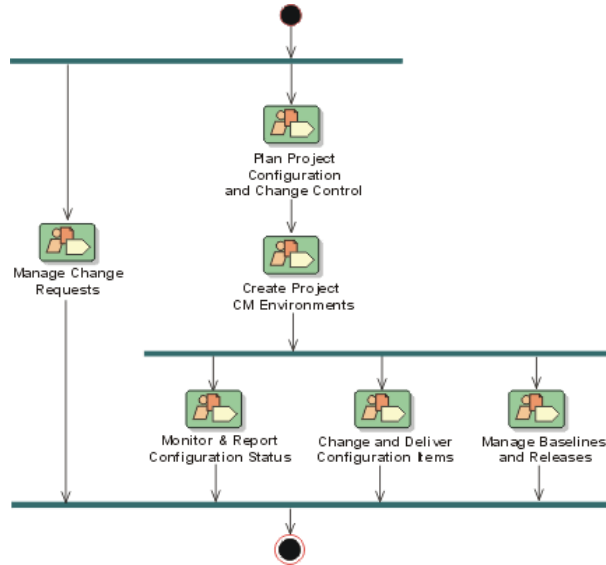 Plan Project
Configuration
and Change Control
Manage Change
Requests
Create Project
CM Environments
Monitor & Report
Configuration Status
Change and Deliver
Configuration Items
Manage Baselines
and Releases